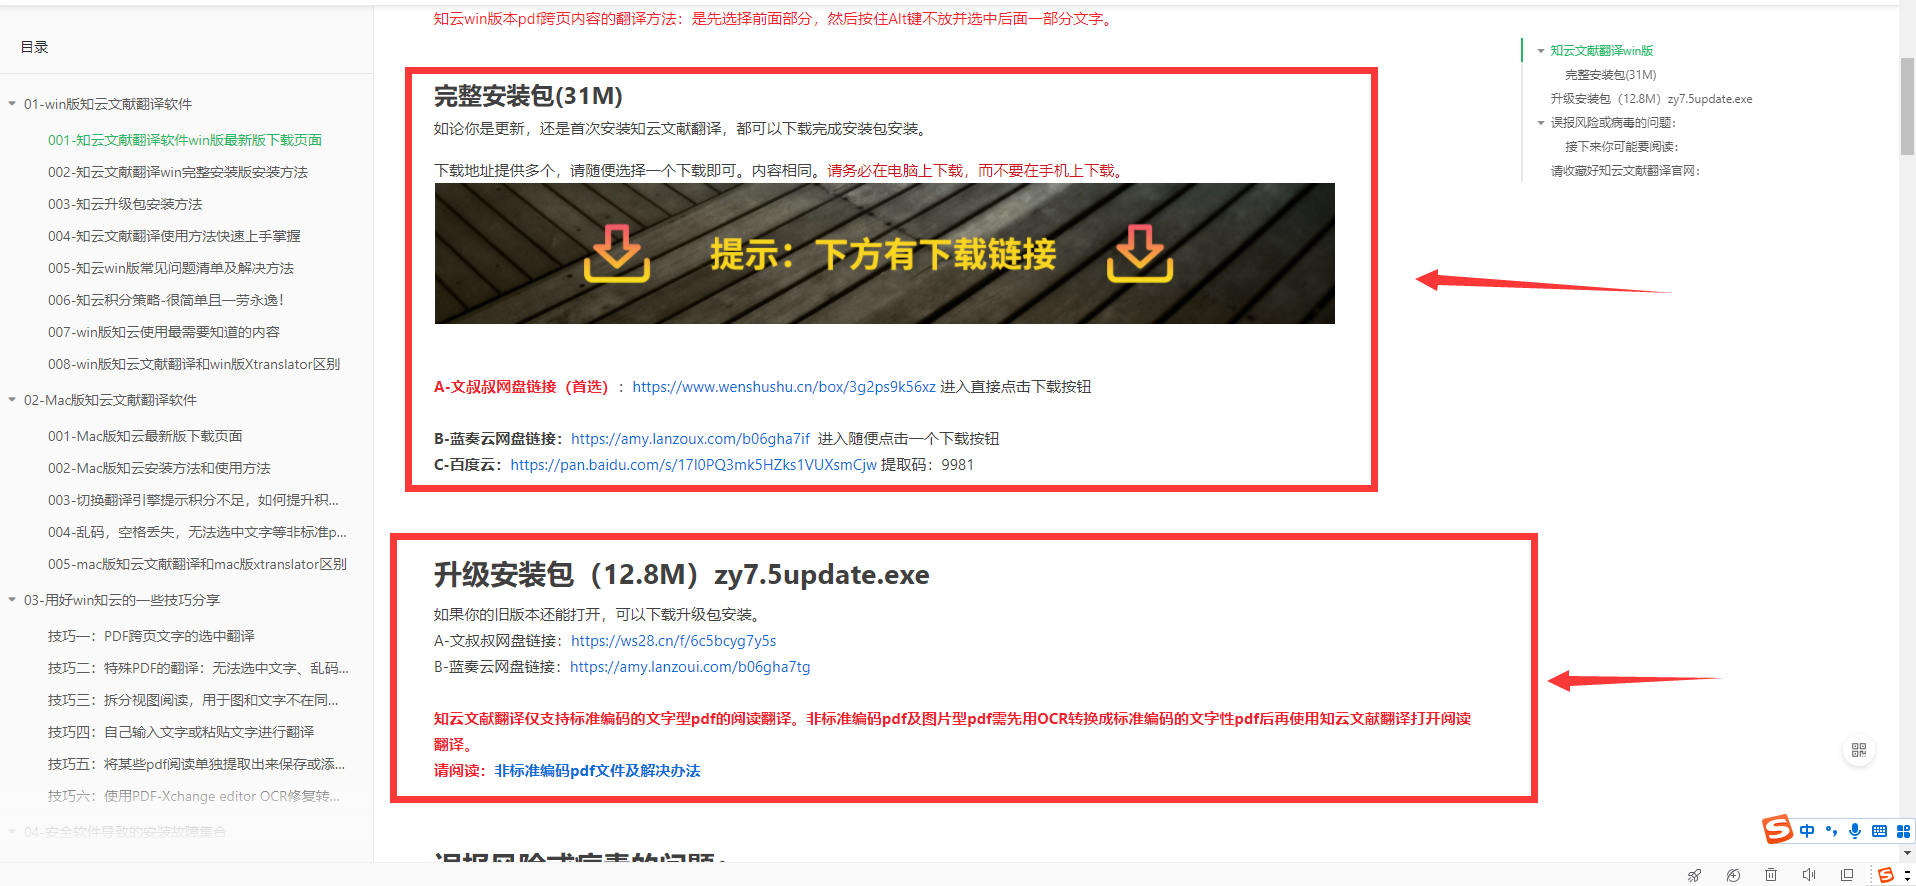 知云win版本pdf跨页内容的翻译方法：是先选择前面部分，然后按住Alt键不放并选中后面一部分文字。
目录
01-win版知云文献翻译软件
001-知云文献翻译软件win版最新版下载页面
002-知云文献翻译win完整安装版安装方法
003-知云升级包安装方法
004-知云文献翻译使用方法快速上手掌握
005-知云win版常见问题清单及解决方法
006-知云积分策略-很简单且一劳永逸！
007-win版知云使用最需要知道的内容
008-win版知云文献翻译和win版Xtranslator区别
02-Mac版知云文献翻译软件
001-Mac版知云最新版下载页面
002-Mac版知云安装方法和使用方法
003-切换翻译引擎提示积分不足，如何提升积...
004-乱码，空格丢失，无法选中文字等非标准p...
005-mac版知云文献翻译和mac版xtranslator区别
03-用好win知云的一些技巧分享
技巧一：PDF跨页文字的选中翻译
技巧二：特殊PDF的翻译：无法选中文字、乱码...
技巧三：拆分视图阅读，用于图和文字不在同...
技巧四：自己输入文字或粘贴文字进行翻译
技巧五：将某些pdf阅读单独提取出来保存或添...
技巧六：使用PDF-Xchange editor OCR修复转...
04-安全软件导致的安装故障集合
完整安装包(31M)
如论你是更新，还是首次安装知云文献翻译，都可以下载完成安装包安装。
下载地址提供多个，请随便选择一个下载即可。内容相同。请务必在电脑上下载，而不要在手机上下载。
提示：下方有下载链接
A-文叔叔网盘链接（首选）：https://www.wenshushu.cn/box/3g2ps9k56xz 进入直接点击下载按钮
B-蓝奏云网盘链接：https://amy.lanzoux.com/b06gha7if 进入随便点击一个下载按钮
C-百度云：https://pan.baidu.com/s/17I0PQ3mk5HZks1VUXsmCjw 提取码：9981
升级安装包（12.8M）zy7.5update.exe
如果你的旧版本还能打开，可以下载升级包安装。
A-文叔叔网盘链接：https://ws28.cn/f/6c5bcyg7y5s
B-蓝奏云网盘链接：https://amy.lanzoui.com/b06gha7tg
知云文献翻译仅支持标准编码的文字型pdf的阅读翻译。非标准编码pdf及图片型pdf需先用OCR转换成标准编码的文字性pdf后再使用知云文献翻译打开阅读
翻译。
请阅读：非标准编码pdf文件及解决办法
误报风险或病毒的问题：
知云文献翻译win版
完整安装包(31M)
升级安装包（12.8M）zy7.5update.exe
误报风险或病毒的问题：
接下来你可能要阅读：
请收藏好知云文献翻译官网：
中